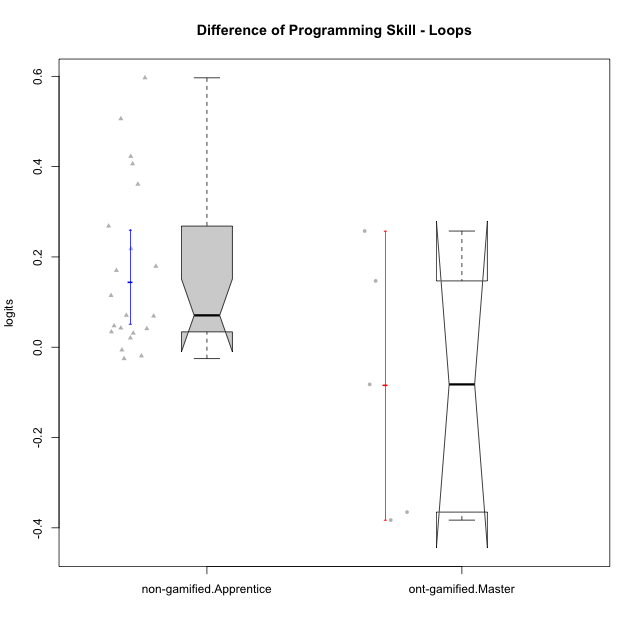 Difference of Programming Skill - Loops
logits
0.6
0.4
0.2
0.0
-0.2
-0.4
non-gamified.Apprentice
ont-gamified.Master